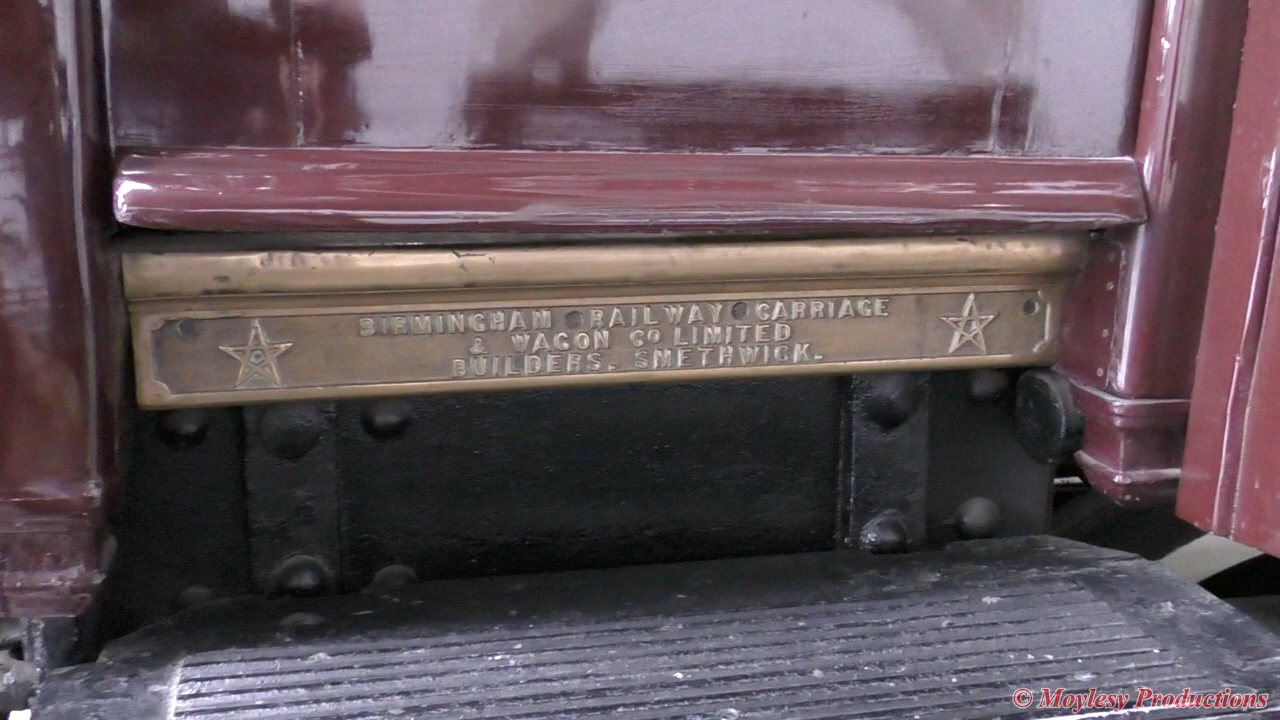 BIRMINGHAM RAILWAY CARRIAGE
& WAGON CO LIMITED
BUILDERS. SMETHWICK.
© Moylesy Productions